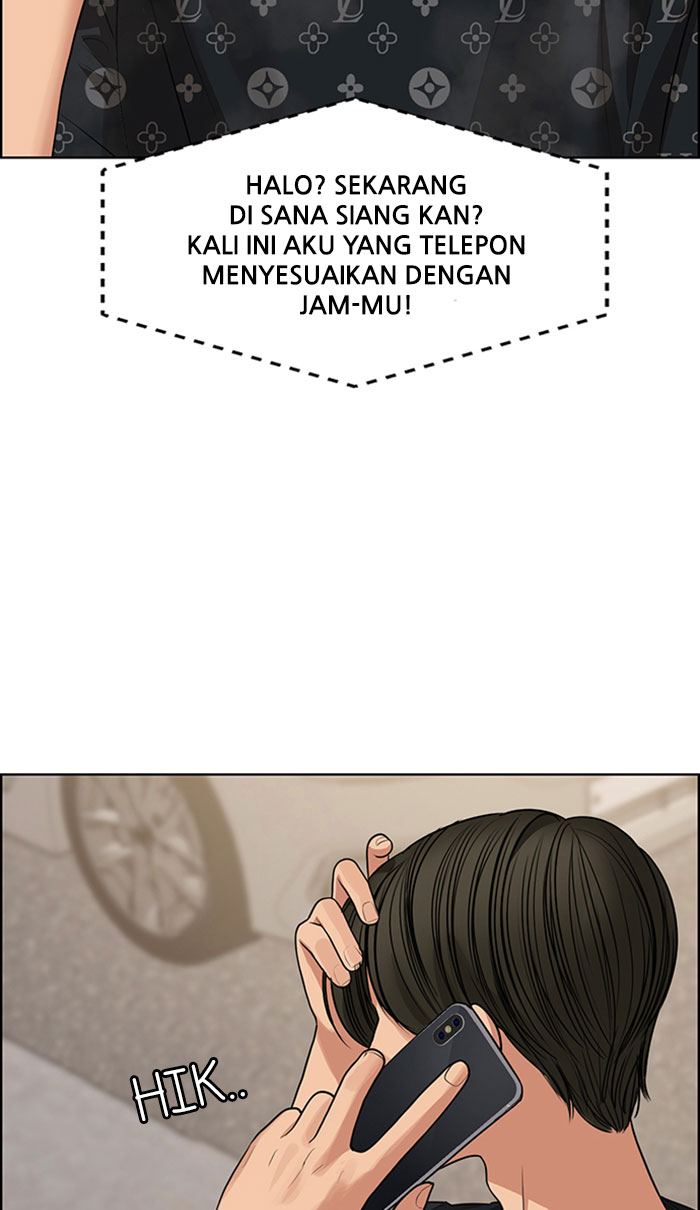 HALO? SEKARANG
DI SANA SIANG KAN?
KALI INI AKU YANG TELEPON
MENYESUAIKAN DENGAN
JAM-MU!
HIK..